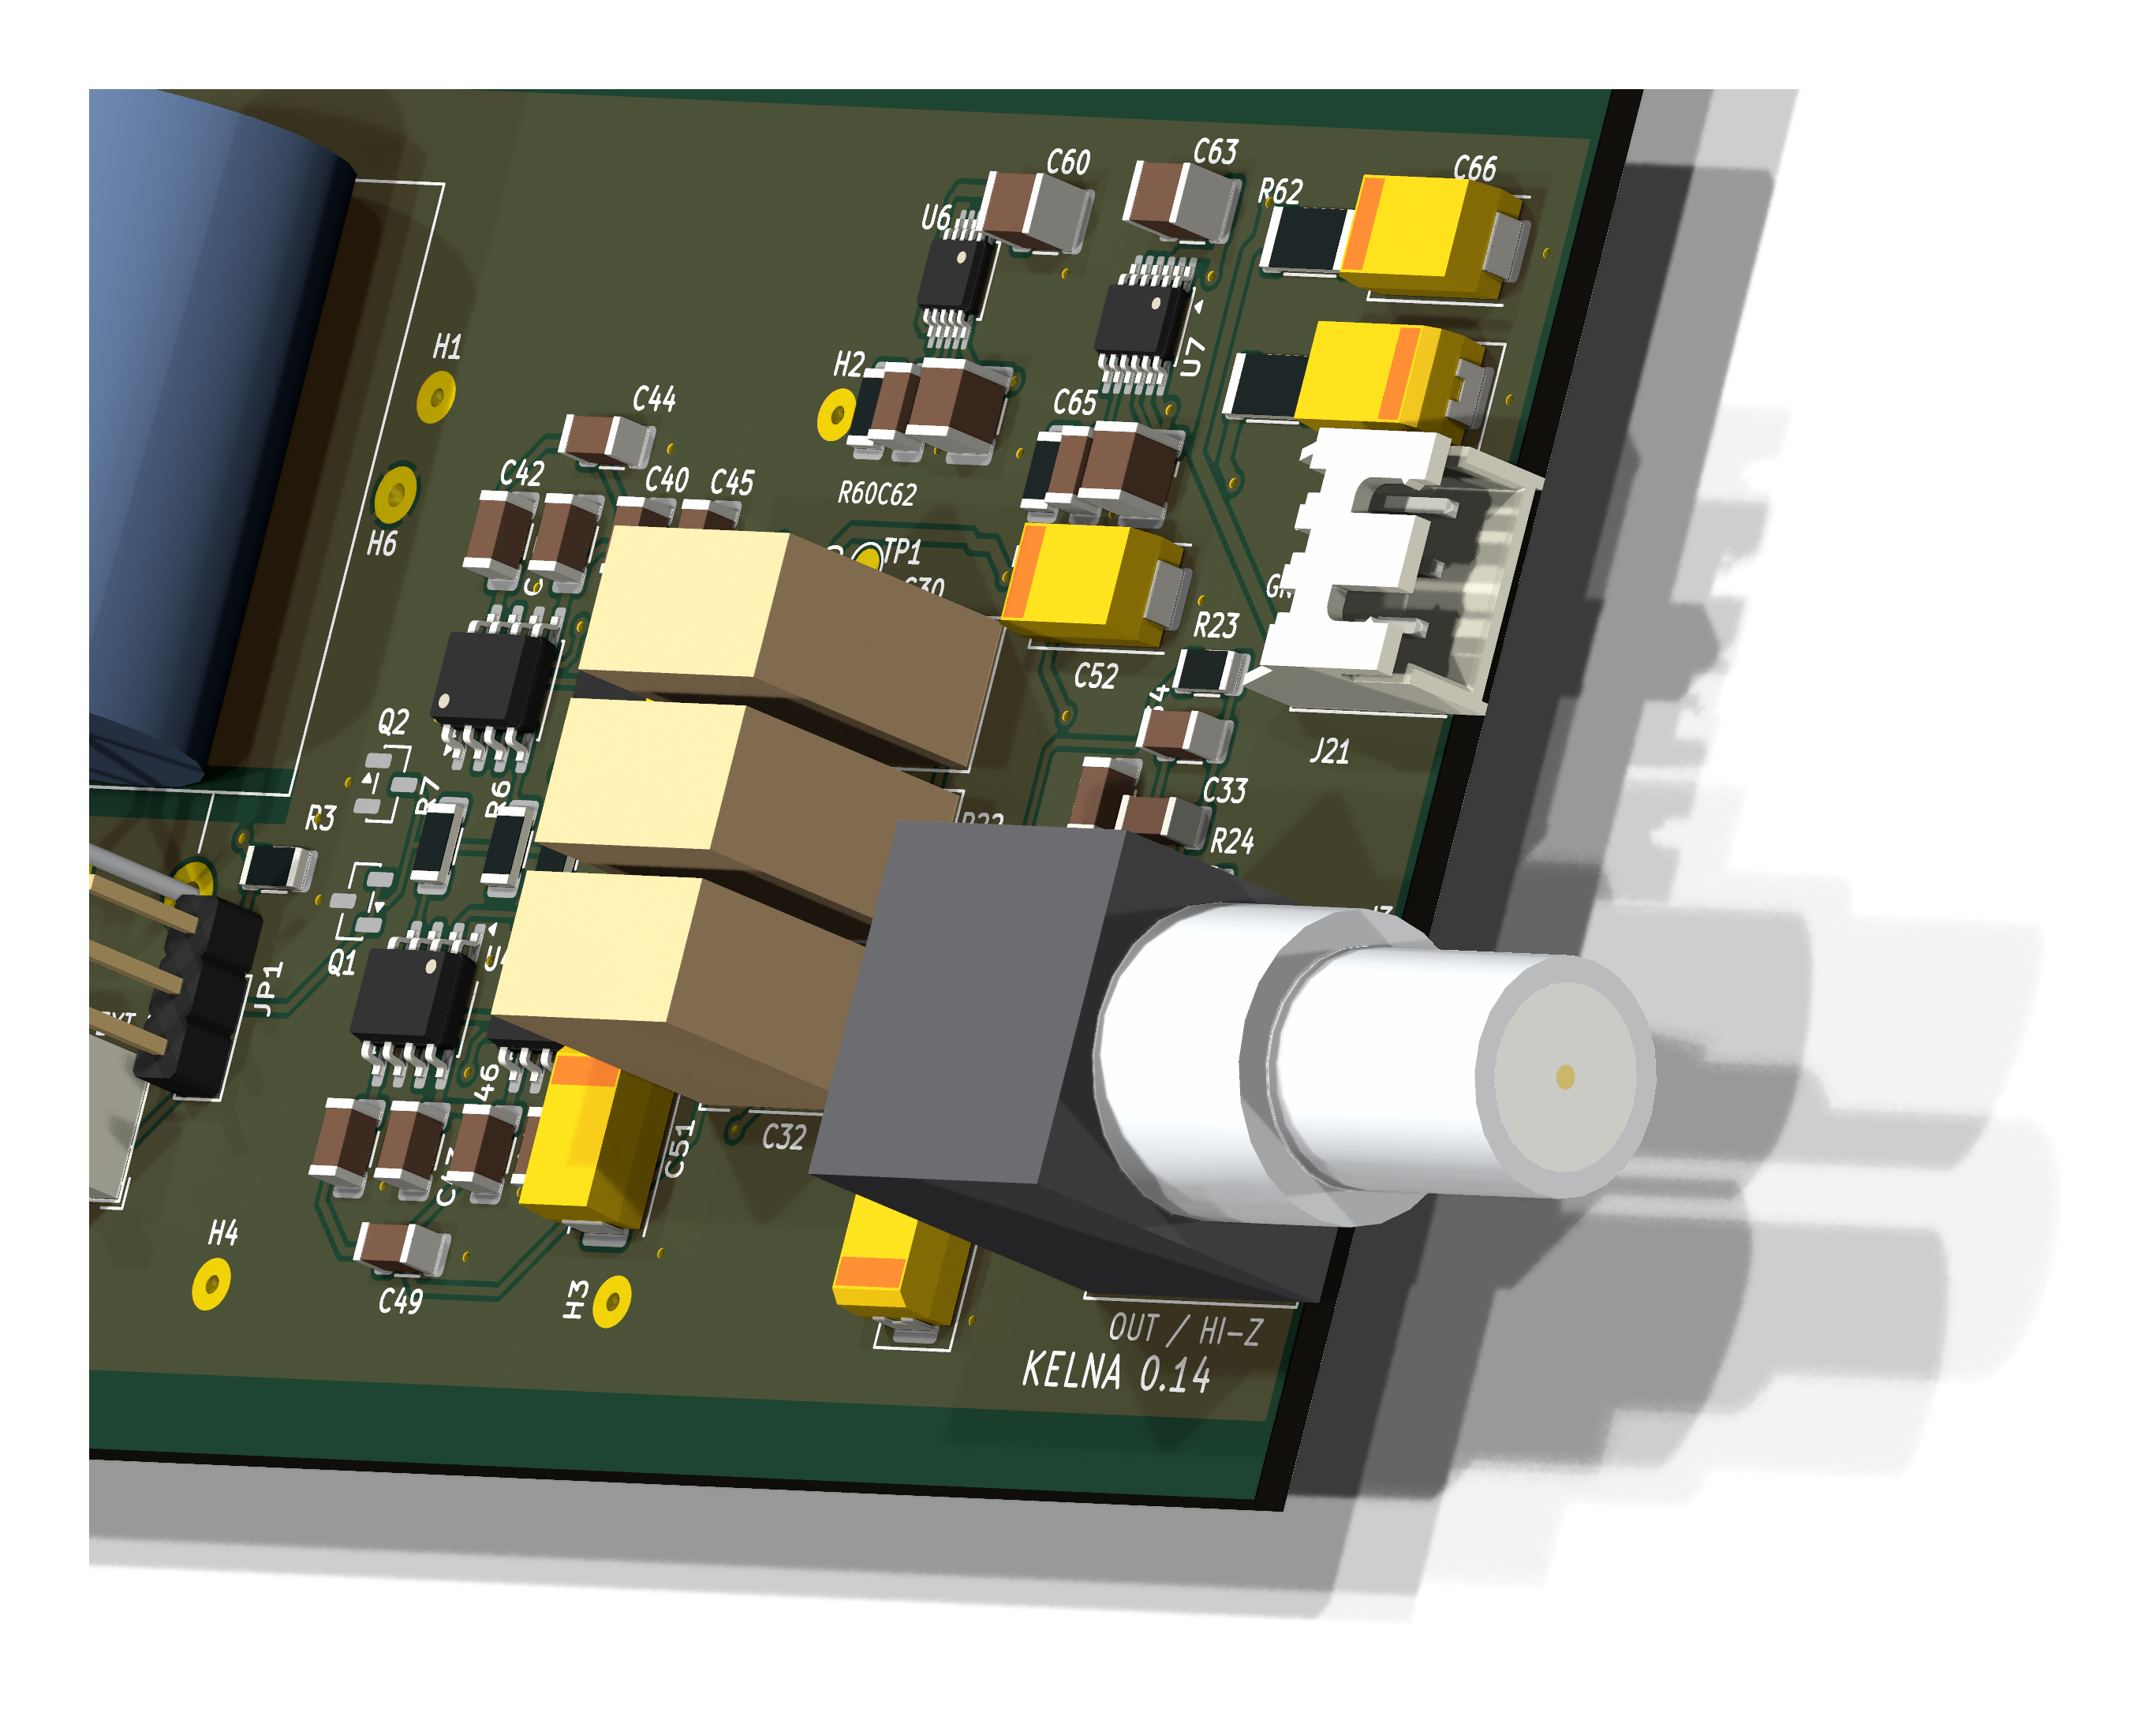 C60
C63
C66
R62
U6
U7
H1
H2
C44
C65
C42
C40
C45
R60C62
H6
TP1
C30
R23
C52
Q2
J21
R7
R6
R3
C33
R24
Q1
JP1
C32
C51
H4
C49
H3
OUT / HI-Z
KELNA 0.14